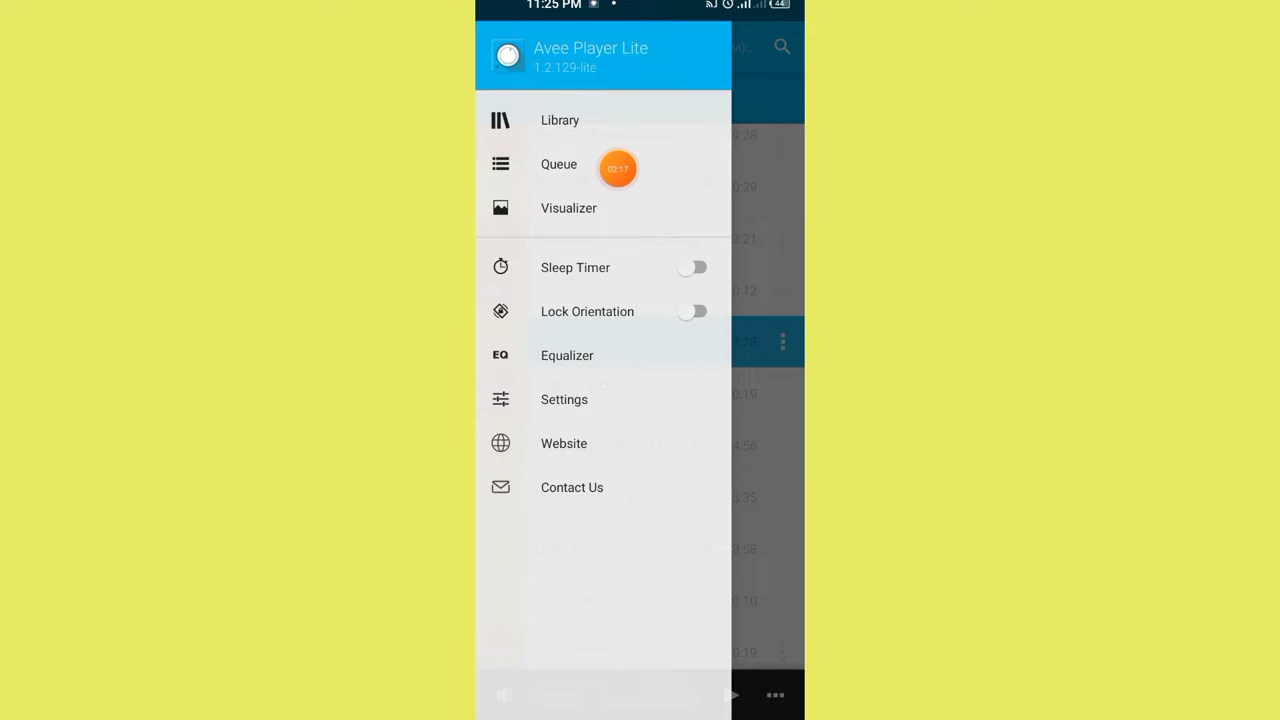 11:25 PM
44
Avee Player Lite
1.2.129-lite
Library
Queue
02:17
Visualizer
Sleep Timer
Lock Orientation
EQ
Equalizer
Settings
Website
Contact Us